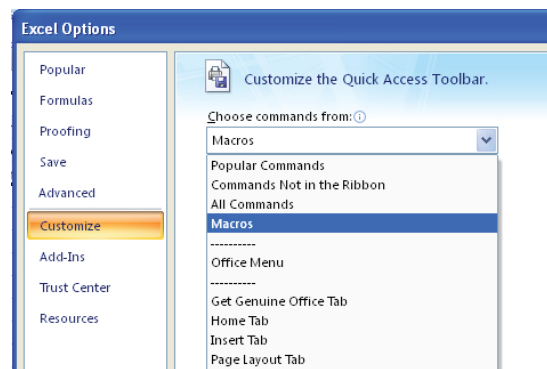 Excel Options
Popular
Formulas
Proofing
Save
Advanced
Customize
Add-Ins
Trust Center
Resources
Customize the Quick Access Toolbar.
Choose commands from:
Macros
Popular Commands
Commands Not in the Ribbon
All Commands
Macros
----------
Office Menu
----------
Get Genuine Office Tab
Home Tab
Insert Tab
Page Layout Tab